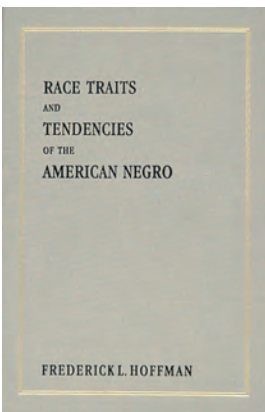 RACE TRAITS
AND
TENDENCIES
OF THE
AMERICAN NEGRO
FREDERICK L. HOFFMAN